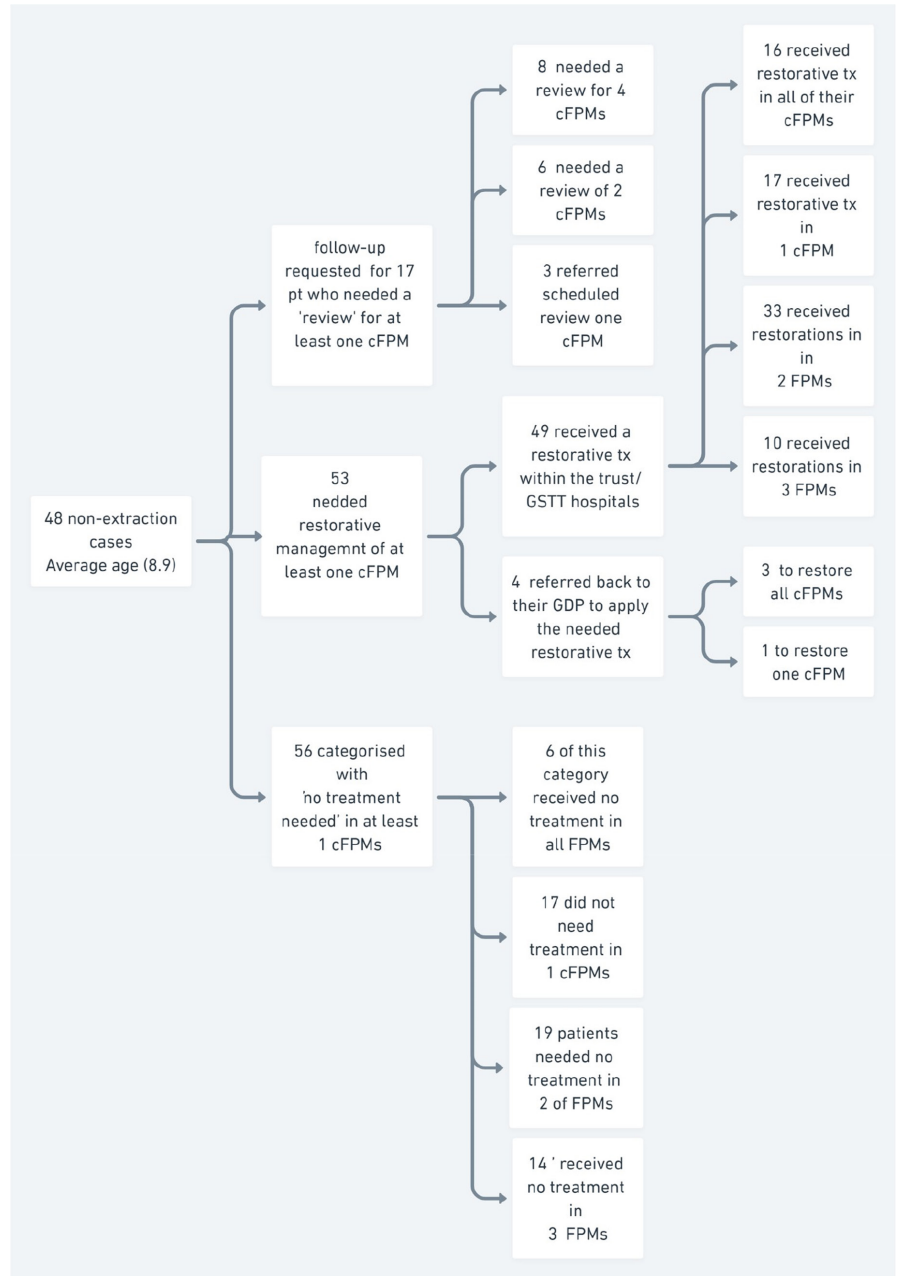 48 non-extraction
cases
Average age (8.9)
follow-up
requested for 17
pt who needed a
'review' for at
least one cFPM
8 needed a
review for 4
cFPMs
6 needed a
review of 2
cFPMs
3 referred
scheduled
review one
cFPM
53
nedded
restorative
managemnt of at
least one cFPM
49 received a
restorative tx
within the trust/
GSTT hospitals
16 received
restorative tx
in all of their
cFPMs
17 received
restorative tx
in
1 cFPM
33 received
restorations in
in
2 FPMs
10 received
restorations in
3 FPMs
4 referred back to
their GDP to apply
the needed
restorative tx
3 to restore
all cFPMs
1 to restore
one cFPM
56 categorised
with
'no treatment
needed' in at least
1 cFPMs
6 of this
category
received no
treatment in
all FPMs
17 did not
need
treatment in
1 cFPMs
19 patients
needed no
treatment in
2 of FPMs
14 ' received
no treatment
in
3 FPMs